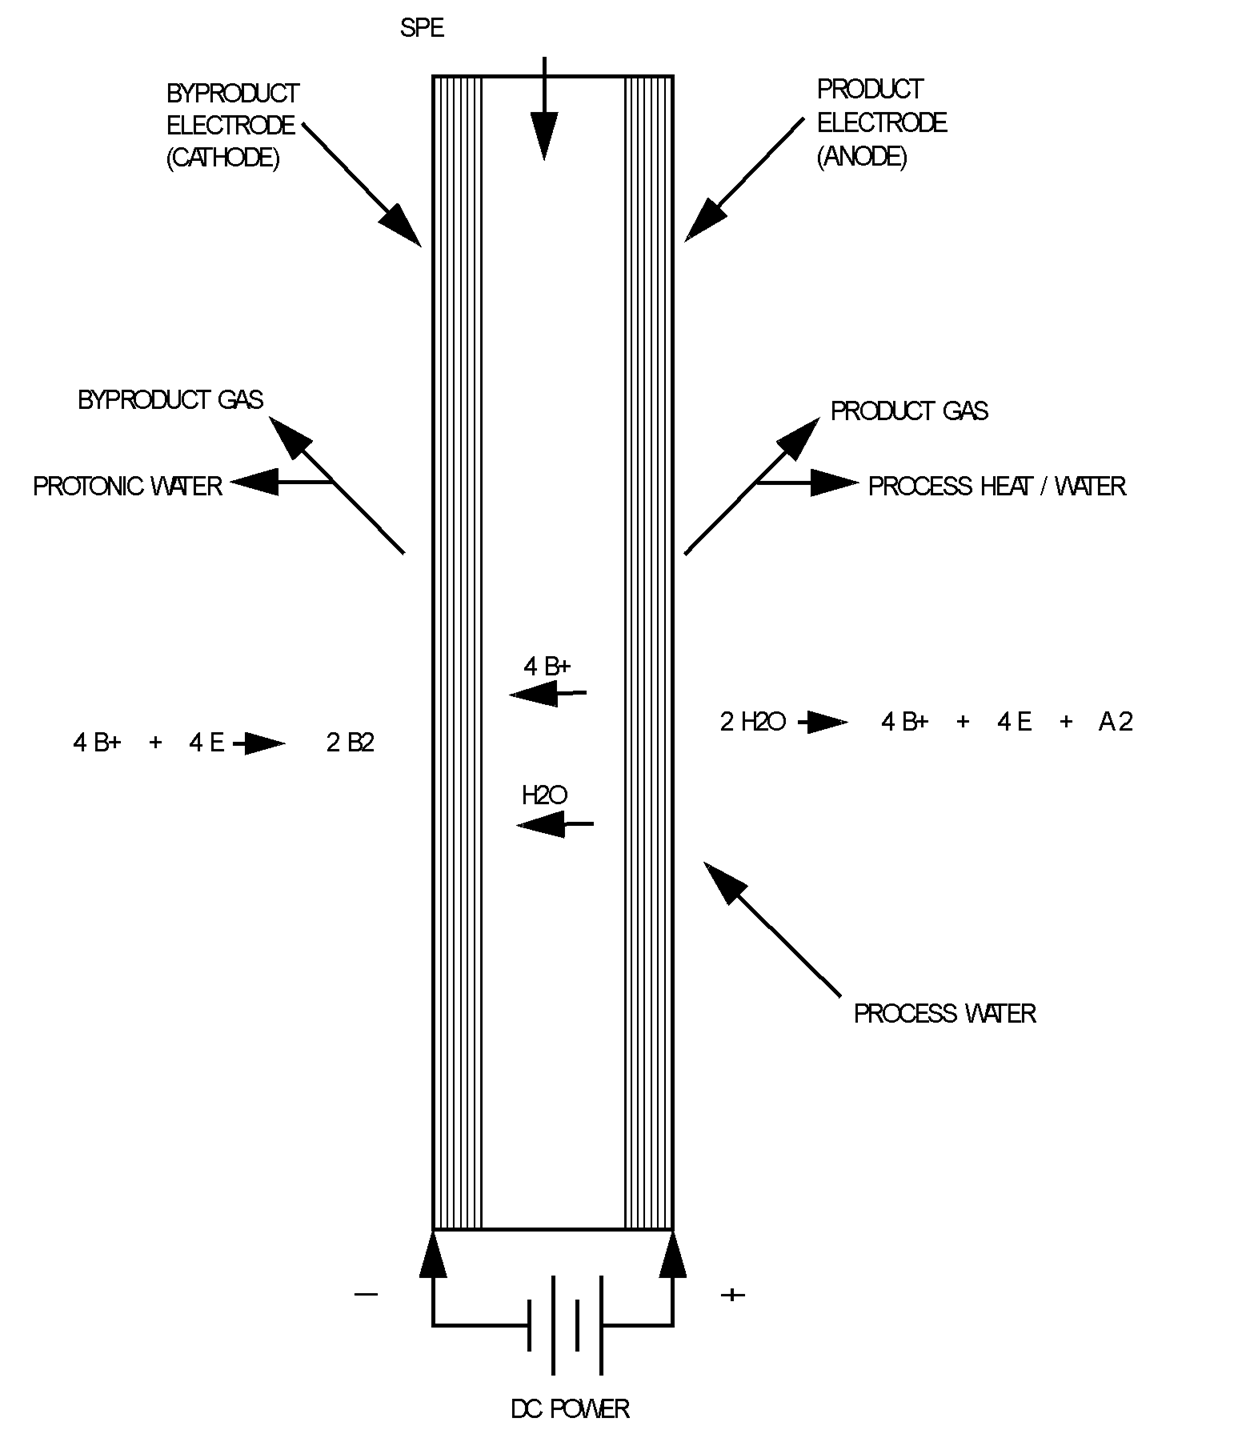 SPE
BYPRODUCT
ELECTRODE
(CATHODE)
PRODUCT
ELECTRODE
(ANODE)
BYPRODUCT GAS
PRODUCT GAS
PROTONIC WATER
PROCESS HEAT / WATER
4 B+
4 B+ + 4 E 2 B2
2 H2O 4 B+ + 4 E + A 2
H2O
PROCESS WATER
− +
DC POWER